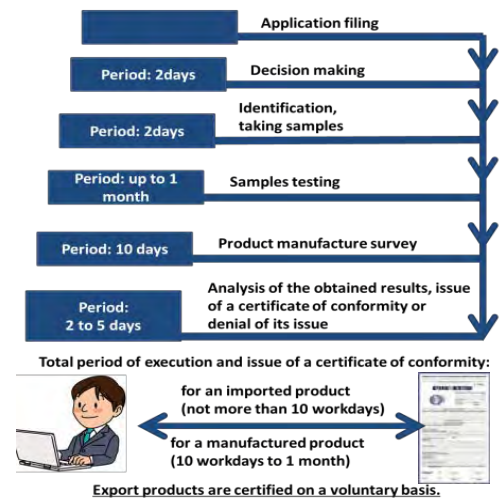 Application filing
Period: 2days
Decision making
Identification,
taking samples
Period: 2days
Period: up to 1
month
Samples testing
Period: 10 days
Product manufacture survey
Analysis of the obtained results, issue
of a certificate of conformity or
denial of its issue
Period:
2 to 5 days
Total period of execution and issue of a certificate of conformity:
for an imported product
(not more than 10 workdays)
for a manufactured product
(10 workdays to 1 month)
Export products are certified on a voluntary basis.